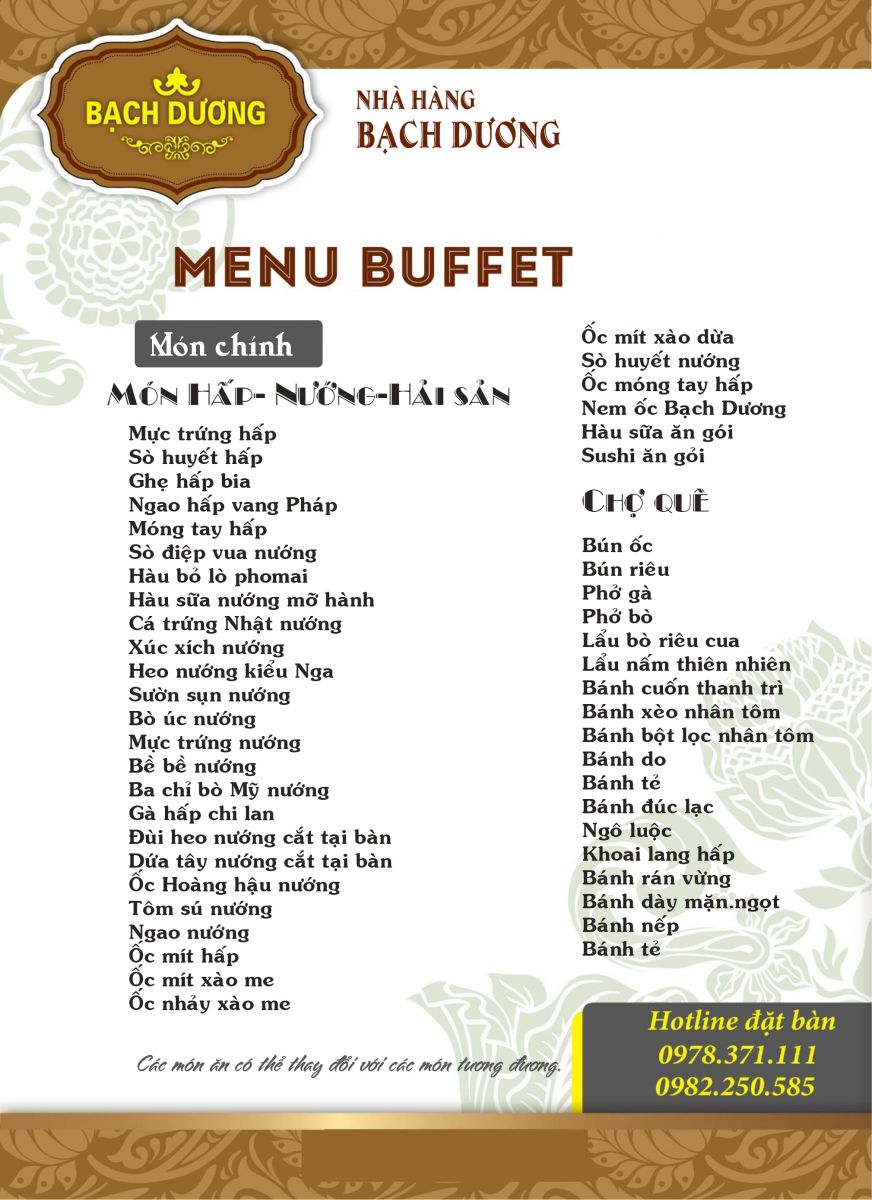 BẠCH DƯƠNG
NHÀ HÀNG
BẠCH DƯƠNG
MENU BUFFET
Món chính
MÓN HẤP- NƯỚNG-HẢI SẢN
Mực trứng hấp
Sò huyết hấp
Ghẹ hấp bia
Ngao hấp vang Pháp
Móng tay hấp
Sò điệp vua nướng
Hàu bỏ lò phomai
Hàu sữa nướng mỡ hành
Cá trứng Nhật nướng
Xúc xích nướng
Heo nướng kiểu Nga
Sườn sụn nướng
Bò úc nướng
Mực trứng nướng
Bề bề nướng
Ba chỉ bò Mỹ nướng
Gà hấp chi lan
Đùi heo nướng cắt tại bàn
Dứa tây nướng cắt tại bàn
Ốc Hoàng hậu nướng
Tôm sú nướng
Ngao nướng
Ốc mít hấp
Ốc mít xào me
Ốc nhảy xào me
Ốc mít xào dừa
Sò huyết nướng
Ốc móng tay hấp
Nem ốc Bạch Dương
Hàu sữa ăn gói
Sushi ăn gỏi
CHỢ QUÊ
Bún ốc
Bún riêu
Phở gà
Phở bò
Lẩu bò riêu cua
Lẩu nấm thiên nhiên
Bánh cuốn thanh trì
Bánh xèo nhân tôm
Bánh bột lọc nhân tôm
Bánh do
Bánh tẻ
Bánh đúc lạc
Ngô luộc
Khoai lang hấp
Bánh rán vừng
Bánh dày mặn.ngọt
Bánh nếp
Bánh tẻ
Các món ăn có thể thay đổi với các món tương đương.
Hotline đặt bàn
0978.371.111
0982.250.585